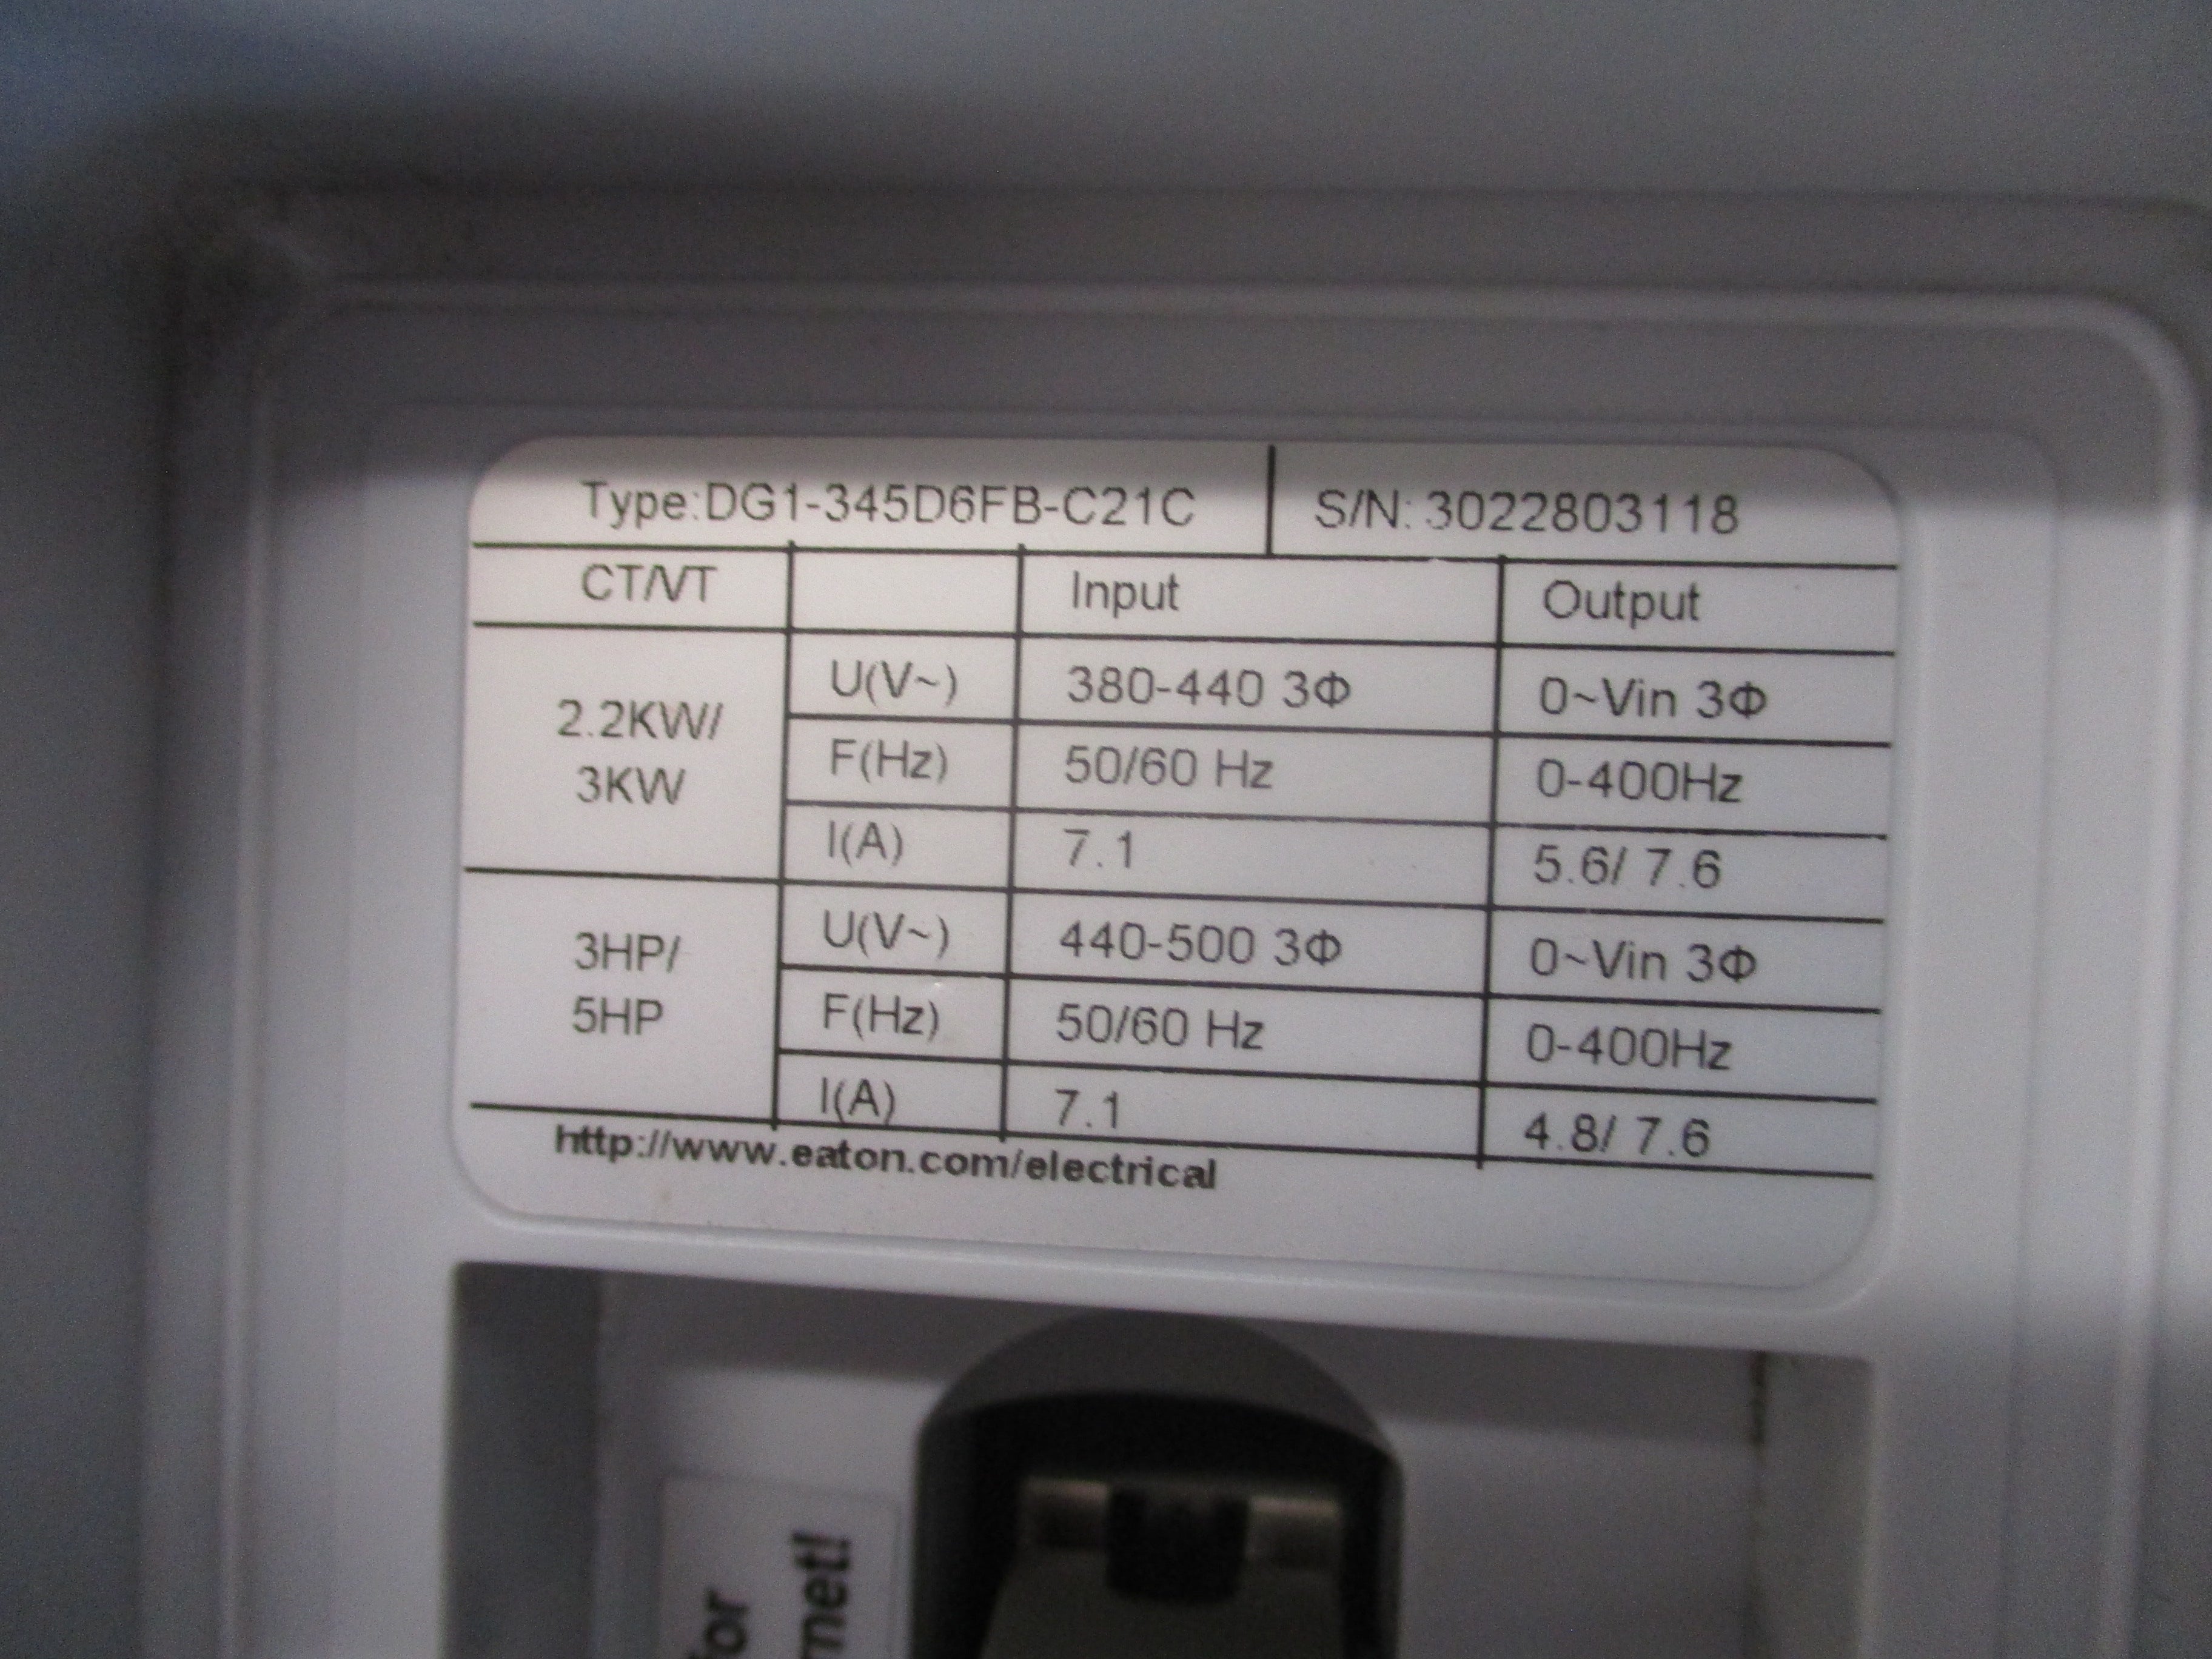 Type:DG1-345D6FB-C21C S/N: 3022803118
CT/VT Input Output
2.2KW/
3KW
U(V~) 380-440 3Φ 0~Vin 3Φ
F(Hz) 50/60 Hz 0-400Hz
I(A) 7.1 5.6/ 7.6
3HP/
5HP
U(V~) 440-500 3Φ 0~Vin 3Φ
F(Hz) 50/60 Hz 0-400Hz
I(A) 7.1 4.8/ 7.6
http://www.eaton.com/electrical